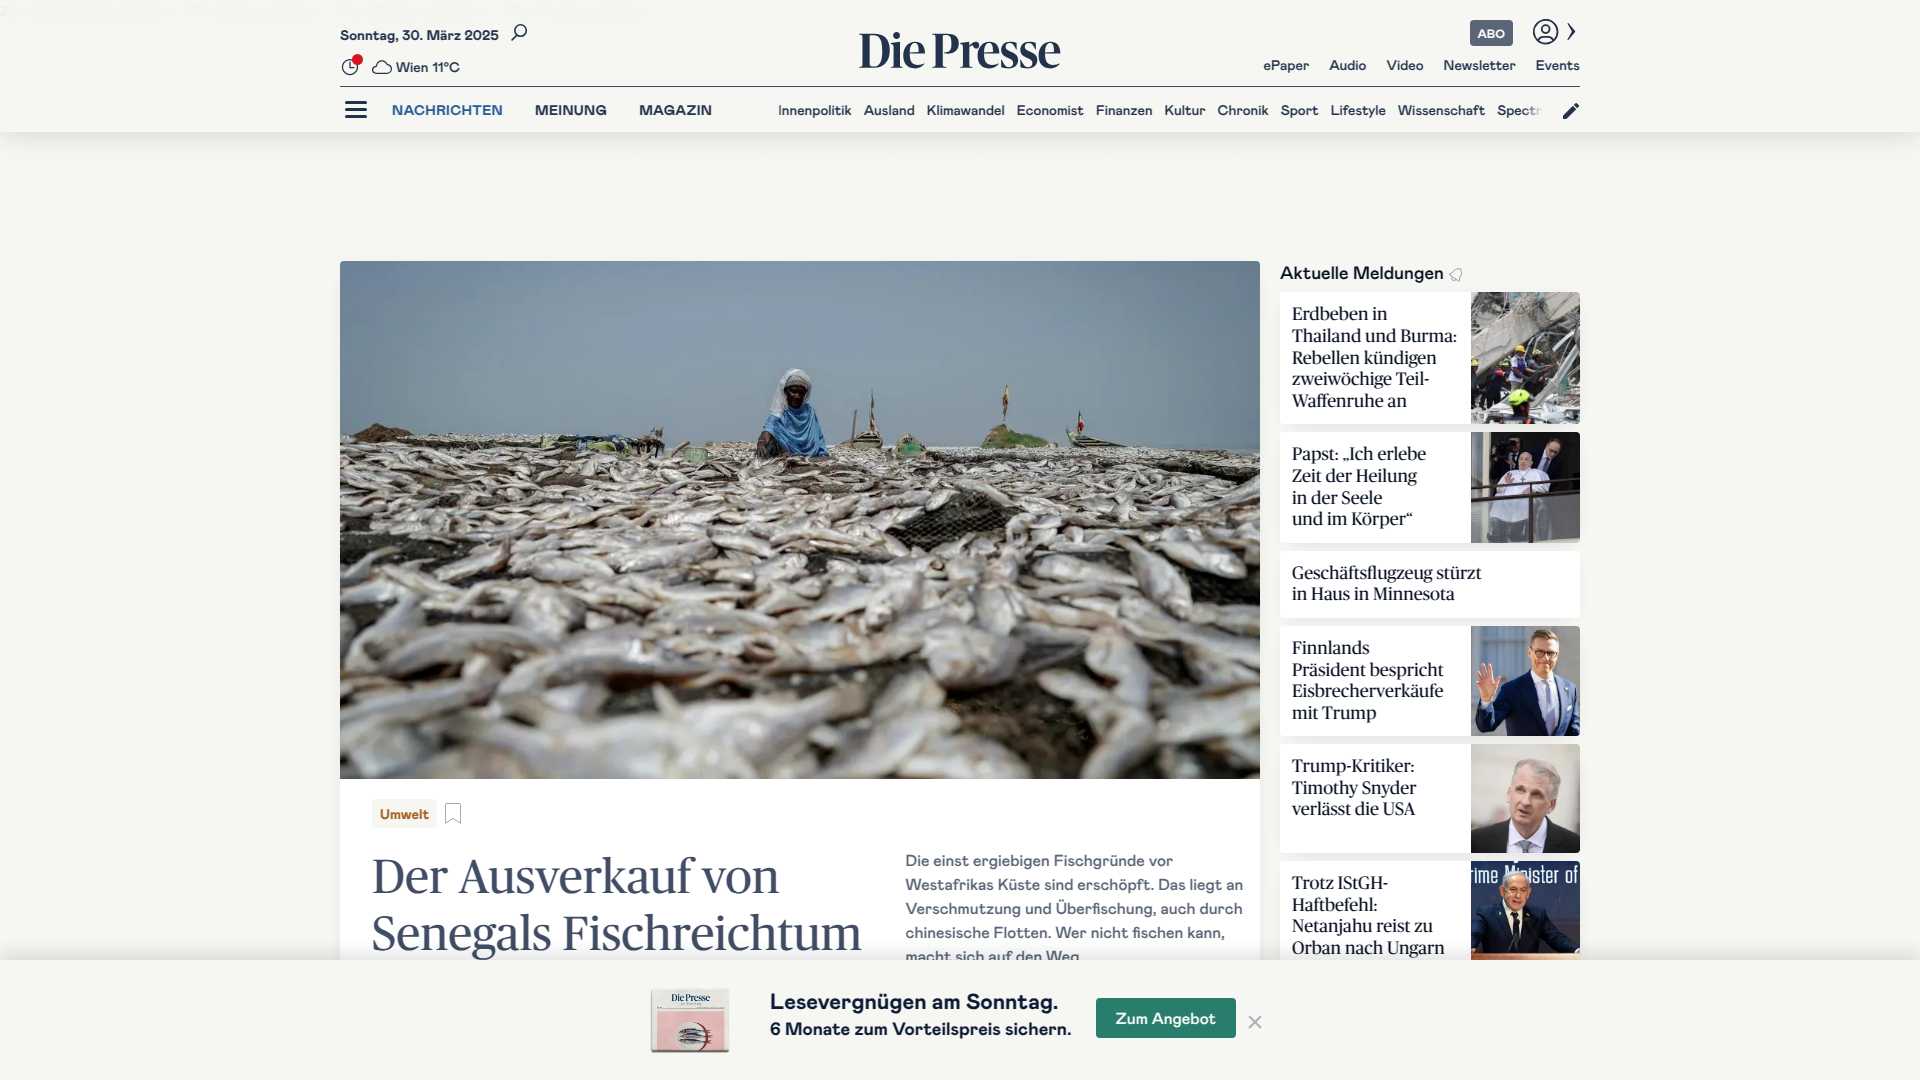 Sonntag, 30. März 2025
Wien 11°C
Die Presse
ABO
ePaper Audio Video Newsletter Events
NACHRICHTEN MEINUNG MAGAZIN
Innenpolitik Ausland Klimawandel Economist Finanzen Kultur Chronik Sport Lifestyle Wissenschaft Spectr
Umwelt
Der Ausverkauf von
Senegals Fischreichtum
Die einst ergiebigen Fischgründe vor
Westafrikas Küste sind erschöpft. Das liegt an
Verschmutzung und Überfischung, auch durch
chinesische Flotten. Wer nicht fischen kann,
macht sich auf den Weg
Aktuelle Meldungen
Erdbeben in
Thailand und Burma:
Rebellen kündigen
zweiwöchige Teil-
Waffenruhe an
Papst: „Ich erlebe
Zeit der Heilung
in der Seele
und im Körper“
Geschäftsflugzeug stürzt
in Haus in Minnesota
Finnlands
Präsident bespricht
Eisbrecherverkäufe
mit Trump
Trump-Kritiker:
Timothy Snyder
verlässt die USA
Trotz IStGH-
Haftbefehl:
Netanjahu reist zu
Orban nach Ungarn
rime Minister of
Die Presse
Lesevergnügen am Sonntag.
6 Monate zum Vorteilspreis sichern.
Zum Angebot